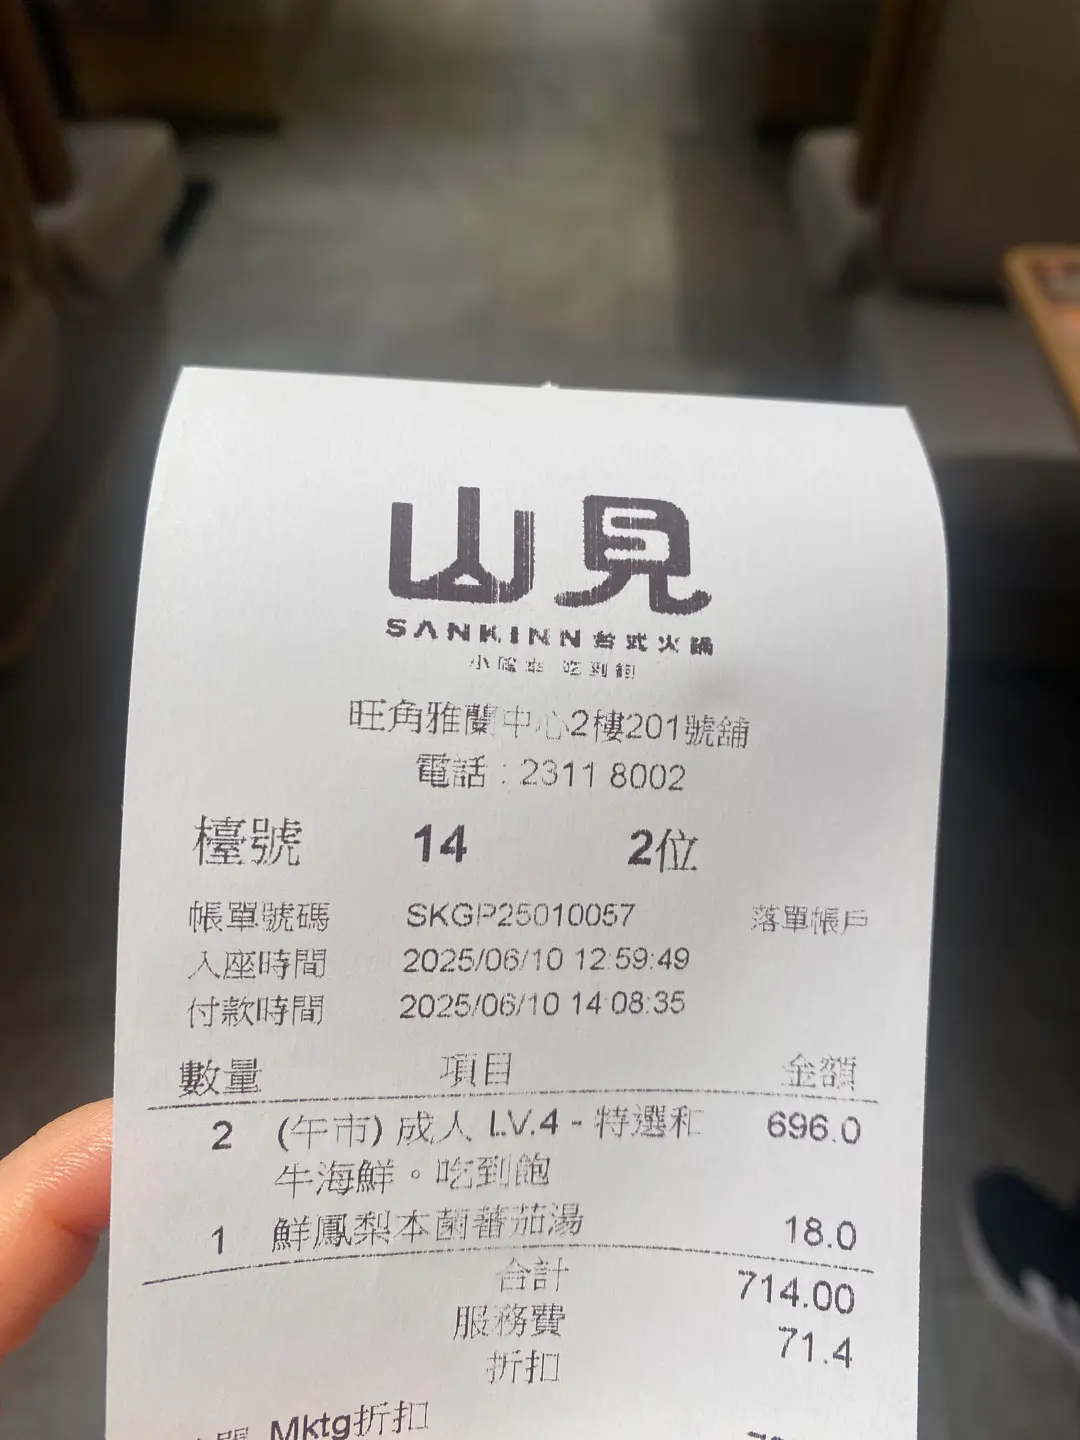 山見
SANKINN 台式火鍋
吃到飽
旺角雅蘭中心2樓201號舖
電話：2311 8002
檯號 14 2位
帳單號碼 SKGP25010057 落單帳戶
入座時間 2025/06/10 12:59:49
付款時間 2025/06/10 14:08:35
數量 項目 金額
2 (午市) 成人 LV.4 - 特選和 696.0
牛海鮮。吃到飽
1 鮮鳳梨本菌蕃茄湯 18.0
合計 714.00
服務費 71.4
折扣
Mktg折扣